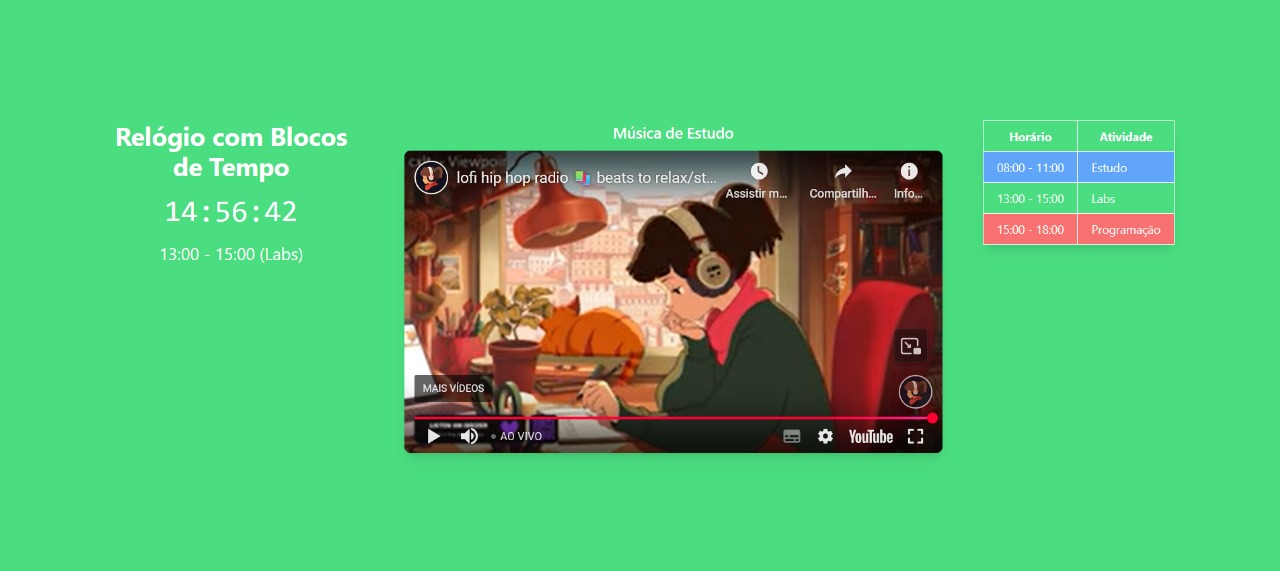 Relógio com Blocos
de Tempo
14:56:42
13:00 - 15:00 (Labs)
Música de Estudo
lofi hip hop radio 📚 beats to relax/st...
Assistir m...
Compartilh...
Info...
MAIS VÍDEOS
AO VIVO
YouTube
Horário Atividade
08:00 - 11:00 Estudo
13:00 - 15:00 Labs
15:00 - 18:00 Programação